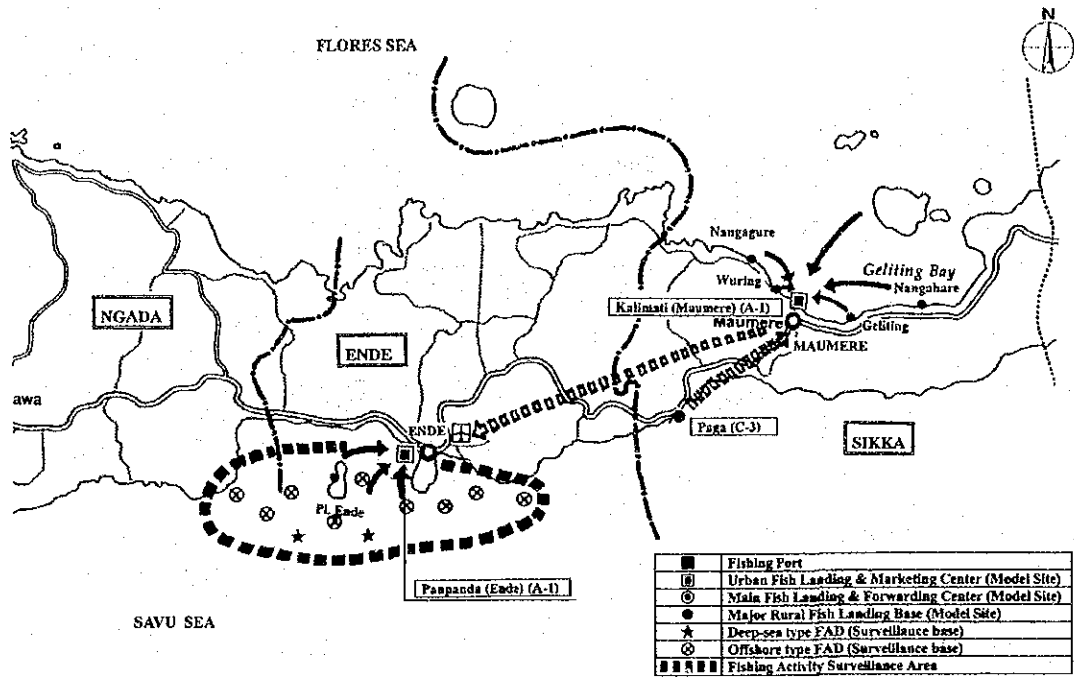 N
FLORES SEA
Nangagure
Geliting Bay
Wuring
Nangahare
NGADA
Kalimati (Maumere) (A-1)
Maumere
Geliting
MAUMERE
ENDE
awa
ENDE
Paga (C-3)
SIKKA
Pl. Ende
Paupanda (Ende) (A-1)
SAVU SEA
Fishing Port
Urban Fish Landing & Marketing Center (Model Site)
Main Fish Landing & Forwarding Center (Model Site)
Major Rural Fish Landing Base (Model Site)
Deep-sea type FAD (Surveillance base)
Offshore type FAD (Surveillance base)
Fishing Activity Surveillance Area